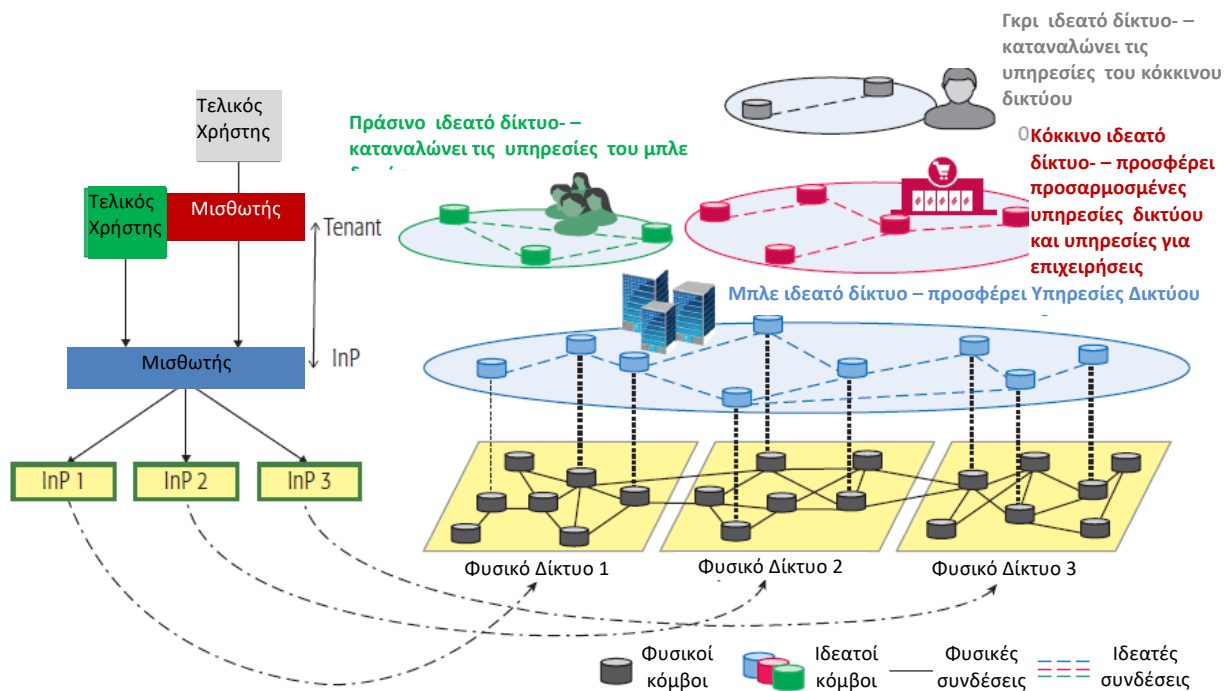 Γκρι ιδεατό δίκτυο- –
καταναλώνει τις
υπηρεσίες του κόκκινου
δικτύου
Τελικός
Χρήστης
Πράσινο ιδεατό δίκτυο- –
καταναλώνει τις υπηρεσίες του μπλε
Κόκκινο ιδεατό
δίκτυο- – προσφέρει
προσαρμοσμένες
υπηρεσίες δικτύου
και υπηρεσίες για
επιχειρήσεις
Τελικός
Χρήστης
Μισθωτής
Tenant
Μπλε ιδεατό δίκτυο – προσφέρει Υπηρεσίες Δικτύου
Μισθωτής
InP
InP 1
InP 2
InP 3
Φυσικό Δίκτυο 1
Φυσικό Δίκτυο 2
Φυσικό Δίκτυο 3
Φυσικοί
κόμβοι
Ιδεατοί
κόμβοι
Φυσικές
συνδέσεις
Ιδεατές
συνδέσεις